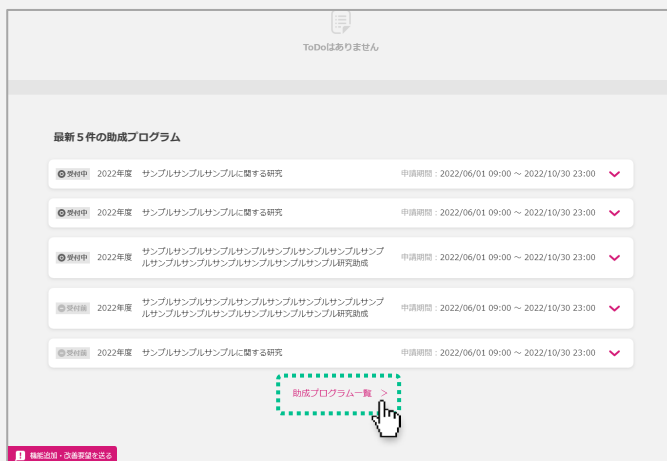 ToDoはありません
最新５件の助成プログラム
受付中 2022年度 サンプルサンプルサンプルに関する研究 申請期間：2022/06/01 09:00 ～ 2022/10/30 23:00
受付中 2022年度 サンプルサンプルサンプルに関する研究 申請期間：2022/06/01 09:00 ～ 2022/10/30 23:00
受付中 2022年度 サンプルサンプルサンプルサンプルサンプルサンプルサンプルサンプ
ルサンプルサンプルサンプルサンプルサンプルサンプル研究助成 申請期間：2022/06/01 09:00 ～ 2022/10/30 23:00
受付前 2022年度 サンプルサンプルサンプルサンプルサンプルサンプルサンプルサンプ
ルサンプルサンプルサンプルサンプルサンプルサンプル研究助成 申請期間：2022/06/01 09:00 ～ 2022/10/30 23:00
受付前 2022年度 サンプルサンプルサンプルに関する研究 申請期間：2022/06/01 09:00 ～ 2022/10/30 23:00
助成プログラム一覧 ＞
機能追加・改善要望を送る